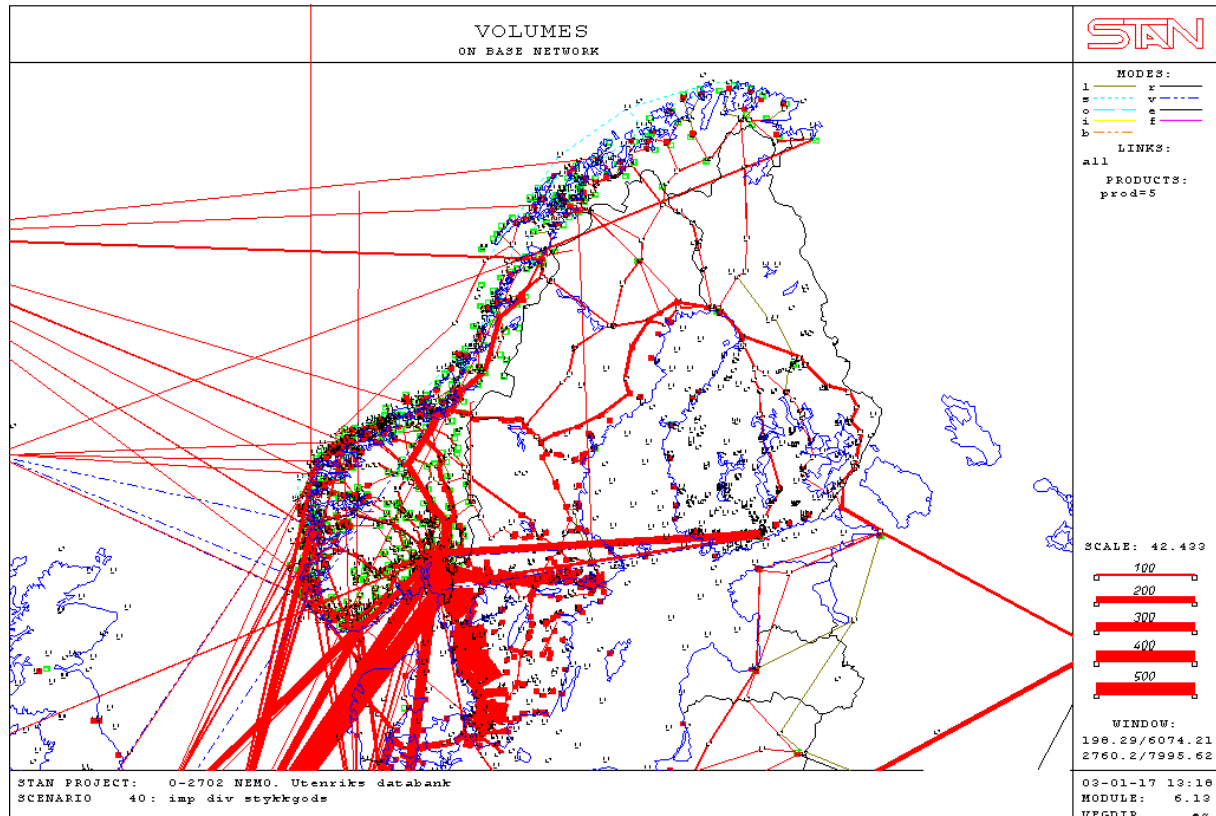 VOLUMES
ON BASE NETWORK
STAN
MODES:
l r
s v
o e
i f
b
LINKS:
all
PRODUCTS:
prod=5
SCALE: 42.433
100
200
300
400
500
WINDOW:
198.29/6074.21
2760.2/7995.62
STAN PROJECT: O-2702 NEMO. Utenriks databank
SCENARIO 40: imp div stykkgods
03-01-17 13:18
MODULE: 6.13